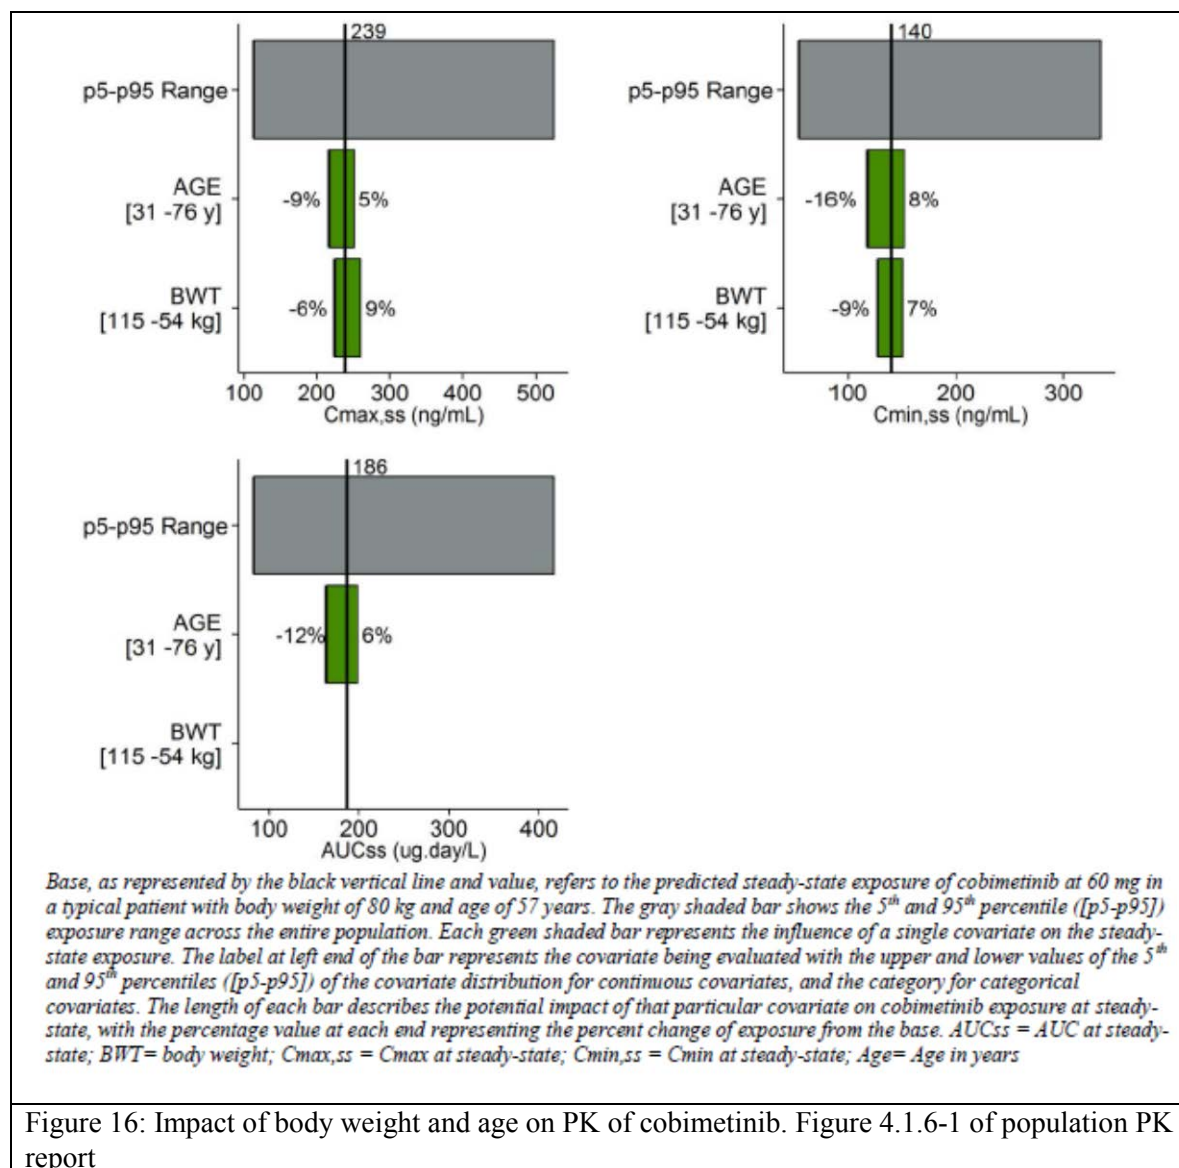 239
p5-p95 Range
AGE
[31 -76 y]
-9%
5%
BWT
[115 -54 kg]
-6%
9%
100 200 300 400 500
Cmax,ss (ng/mL)
140
p5-p95 Range
AGE
[31 -76 y]
-16%
8%
BWT
[115 -54 kg]
-9%
7%
100 200 300
Cmin,ss (ng/mL)
186
p5-p95 Range
AGE
[31 -76 y]
-12%
6%
BWT
[115 -54 kg]
100 200 300 400
AUCss (ug.day/L)
Base, as represented by the black vertical line and value, refers to the predicted steady-state exposure of cobimetinib at 60 mg in
a typical patient with body weight of 80 kg and age of 57 years. The gray shaded bar shows the 5th and 95th percentile ([p5-p95])
exposure range across the entire population. Each green shaded bar represents the influence of a single covariate on the steady-
state exposure. The label at left end of the bar represents the covariate being evaluated with the upper and lower values of the 5th
and 95th percentiles ([p5-p95]) of the covariate distribution for continuous covariates, and the category for categorical
covariates. The length of each bar describes the potential impact of that particular covariate on cobimetinib exposure at steady-
state, with the percentage value at each end representing the percent change of exposure from the base. AUCss = AUC at steady-
state; BWT= body weight; Cmax,ss = Cmax at steady-state; Cmin,ss = Cmin at steady-state; Age= Age in years
Figure 16: Impact of body weight and age on PK of cobimetinib. Figure 4.1.6-1 of population PK
report